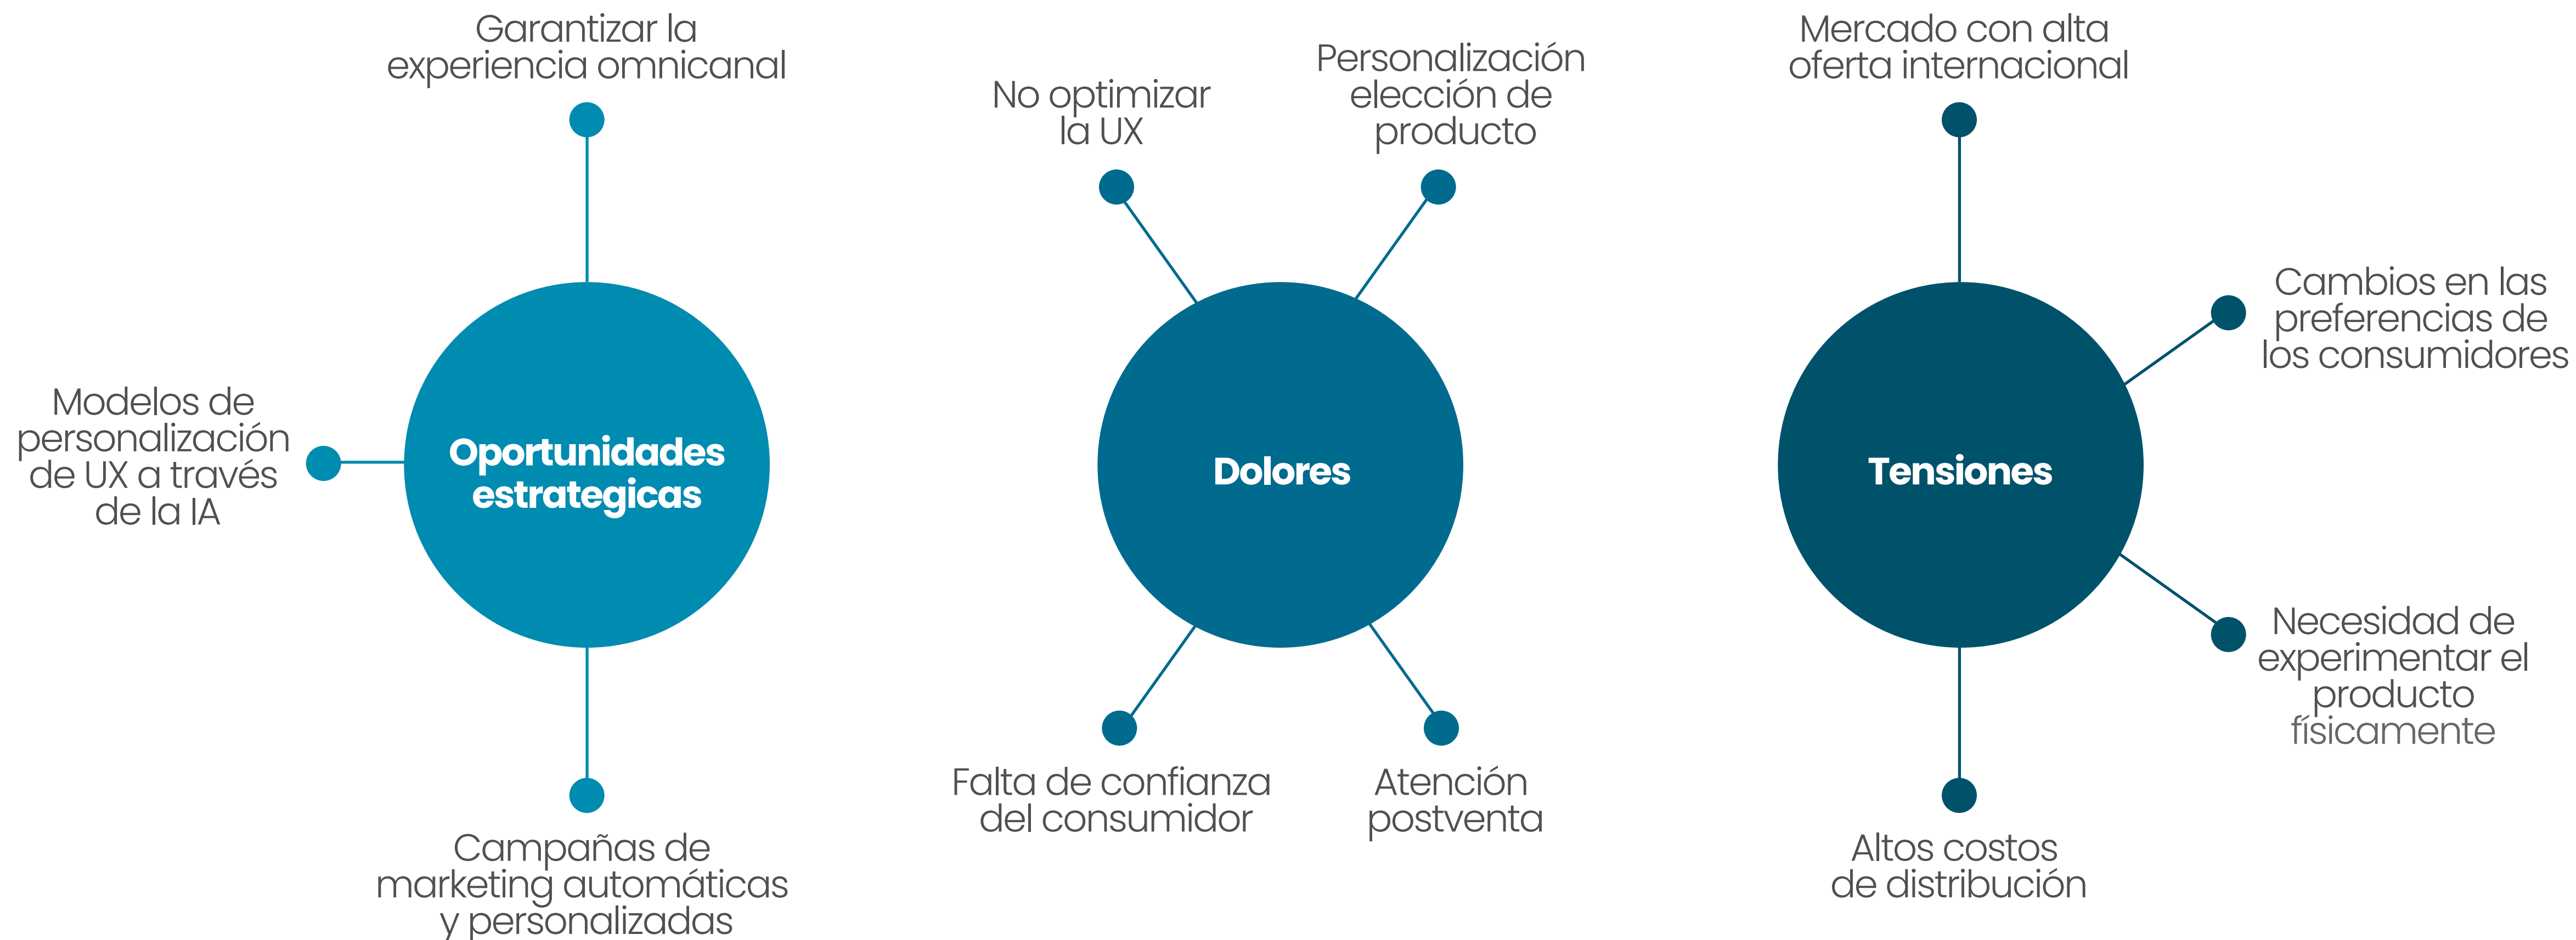 Garantizar la
experiencia omnicanal
Modelos de
personalización
de UX a través
de la IA
Oportunidades
estrategicas
Campañas de
marketing automáticas
y personalizadas
No optimizar
la UX
Personalización
elección de
producto
Dolores
Falta de confianza
del consumidor
Atención
postventa
Mercado con alta
oferta internacional
Cambios en las
preferencias de
los consumidores
Tensiones
Necesidad de
experimentar el
producto
físicamente
Altos costos
de distribución